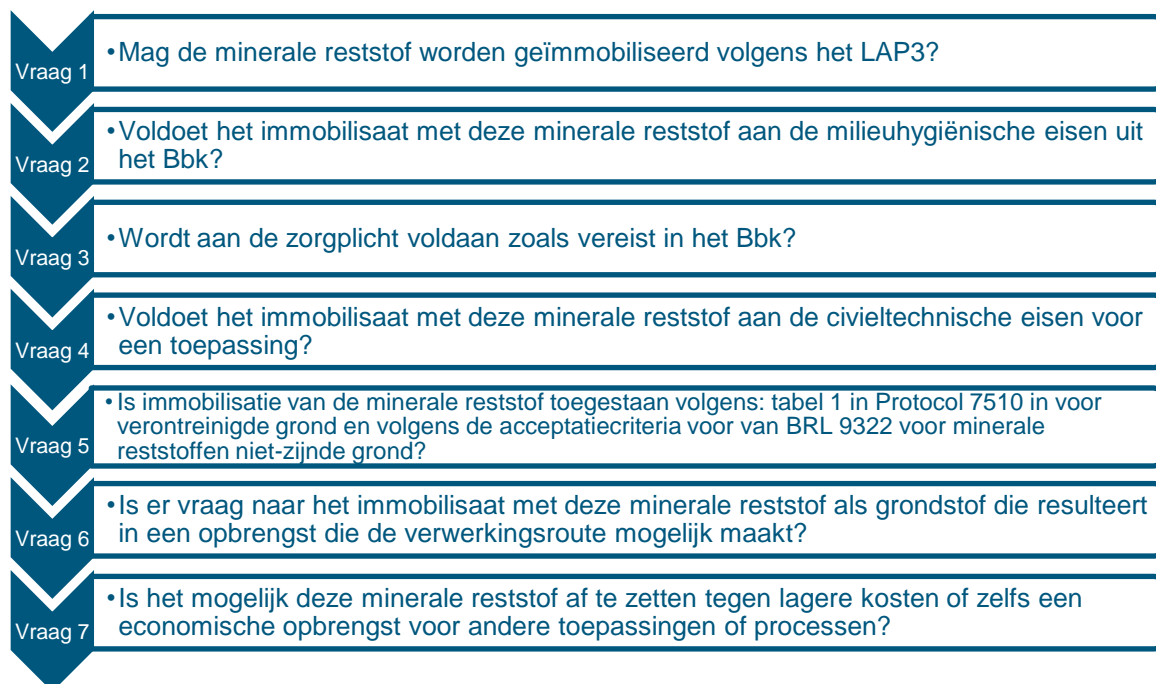 Vraag 1
•Mag de minerale reststof worden geïmmobiliseerd volgens het LAP3?
Vraag 2
•Voldoet het immobilisaat met deze minerale reststof aan de milieuhygiënische eisen uit
het Bbk?
Vraag 3
•Wordt aan de zorgplicht voldaan zoals vereist in het Bbk?
Vraag 4
•Voldoet het immobilisaat met deze minerale reststof aan de civieltechnische eisen voor
een toepassing?
Vraag 5
•Is immobilisatie van de minerale reststof toegestaan volgens: tabel 1 in Protocol 7510 in voor
verontreinigde grond en volgens de acceptatiecriteria voor van BRL 9322 voor minerale
reststoffen niet-zijnde grond?
Vraag 6
•Is er vraag naar het immobilisaat met deze minerale reststof als grondstof die resulteert
in een opbrengst die de verwerkingsroute mogelijk maakt?
Vraag 7
•Is het mogelijk deze minerale reststof af te zetten tegen lagere kosten of zelfs een
economische opbrengst voor andere toepassingen of processen?